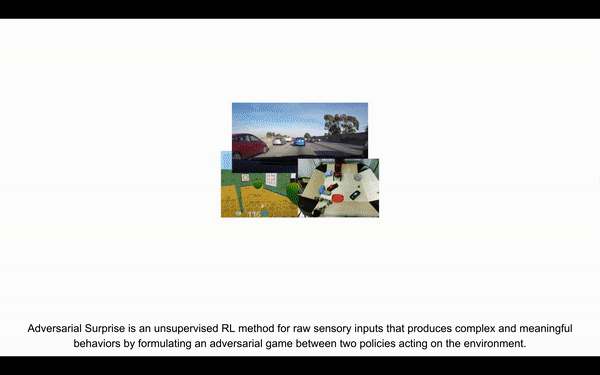 116
Adversarial Surprise is an unsupervised RL method for raw sensory inputs that produces complex and meaningful
behaviors by formulating an adversarial game between two policies acting on the environment.